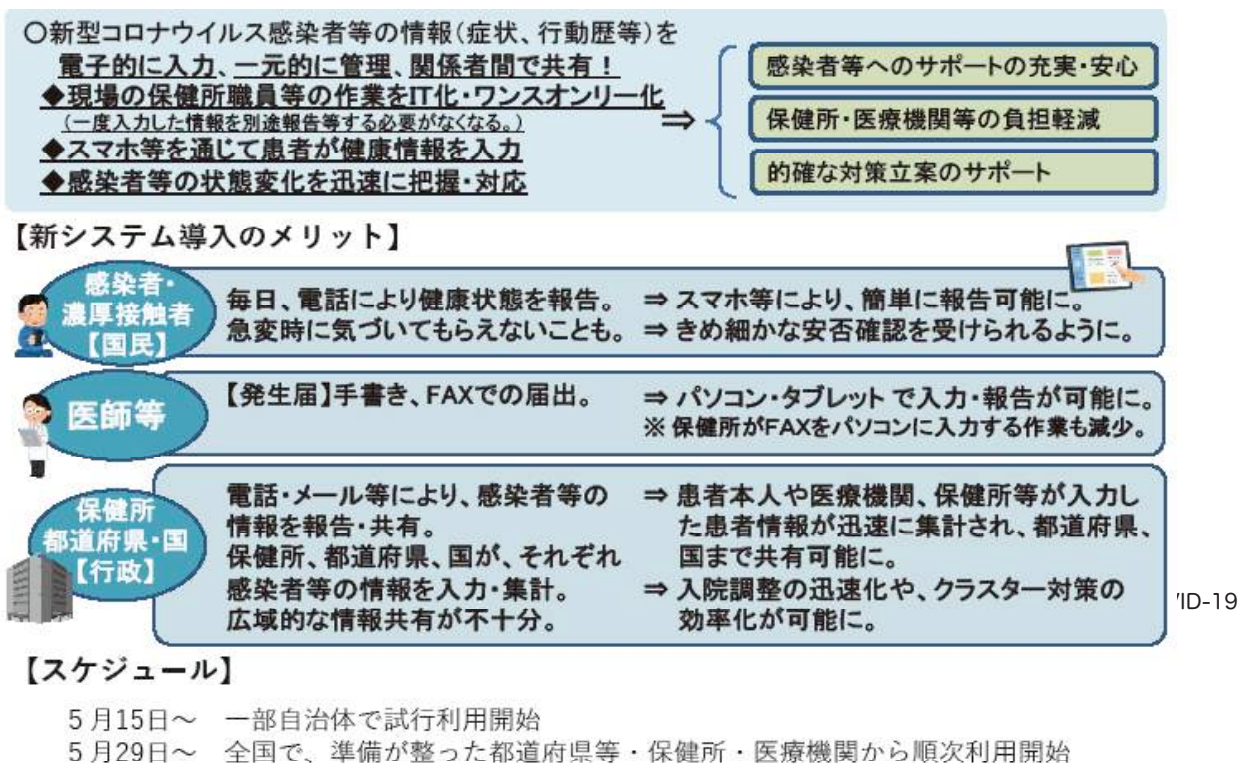 〇新型コロナウイルス感染者等の情報(症状、行動歴等)を
電子的に入力、一元的に管理、関係者間で共有!
◆現場の保健所職員等の作業をIT化・ワンスオンリー化
(一度入力した情報を別途報告等する必要がなくなる。)
◆スマホ等を通じて患者が健康情報を入力
◆感染者等の状態変化を迅速に把握・対応
⇒
感染者等へのサポートの充実・安心
保健所・医療機関等の負担軽減
的確な対策立案のサポート
【新システム導入のメリット】
感染者・
濃厚接触者
【国民】
毎日、電話により健康状態を報告。
急変時に気づいてもらえないことも。
⇒ スマホ等により、簡単に報告可能に。
⇒ きめ細かな安否確認を受けられるように。
医師等
【発生届】手書き、FAXでの届出。
⇒ パソコン・タブレット で入力・報告が可能に。
※ 保健所がFAXをパソコンに入力する作業も減少。
保健所
都道府県・国
【行政】
電話・メール等により、感染者等の
情報を報告・共有。
保健所、都道府県、国が、それぞれ
感染者等の情報を入力・集計。
広域的な情報共有が不十分。
⇒ 患者本人や医療機関、保健所等が入力し
た患者情報が迅速に集計され、都道府県、
国まで共有可能に。
⇒ 入院調整の迅速化や、クラスター対策の
効率化が可能に。
VID-19
【スケジュール】
5月15日~ 一部自治体で試行利用開始
5月29日~ 全国で、準備が整った都道府県等・保健所・医療機関から順次利用開始